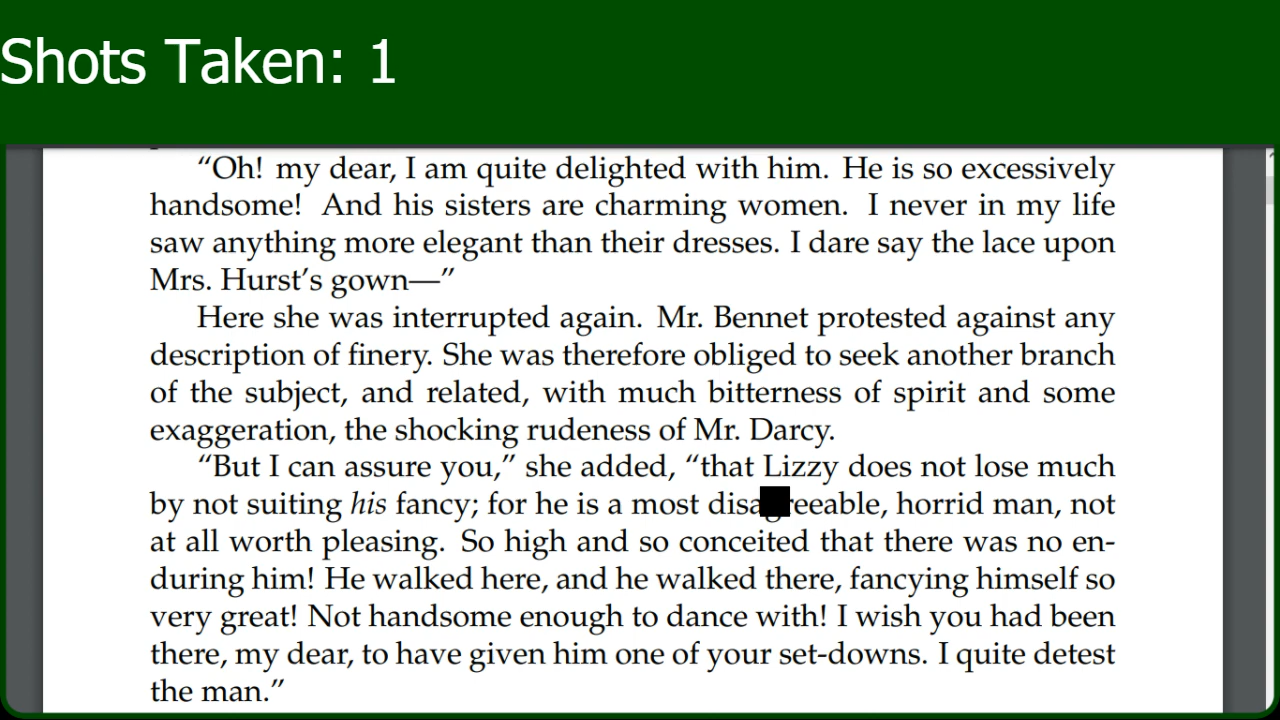 Shots Taken: 1
“Oh! my dear, I am quite delighted with him. He is so excessively
handsome! And his sisters are charming women. I never in my life
saw anything more elegant than their dresses. I dare say the lace upon
Mrs. Hurst’s gown—”
Here she was interrupted again. Mr. Bennet protested against any
description of finery. She was therefore obliged to seek another branch
of the subject, and related, with much bitterness of spirit and some
exaggeration, the shocking rudeness of Mr. Darcy.
“But I can assure you,” she added, “that Lizzy does not lose much
by not suiting his fancy; for he is a most disagreeable, horrid man, not
at all worth pleasing. So high and so conceited that there was no en-
during him! He walked here, and he walked there, fancying himself so
very great! Not handsome enough to dance with! I wish you had been
there, my dear, to have given him one of your set-downs. I quite detest
the man.”